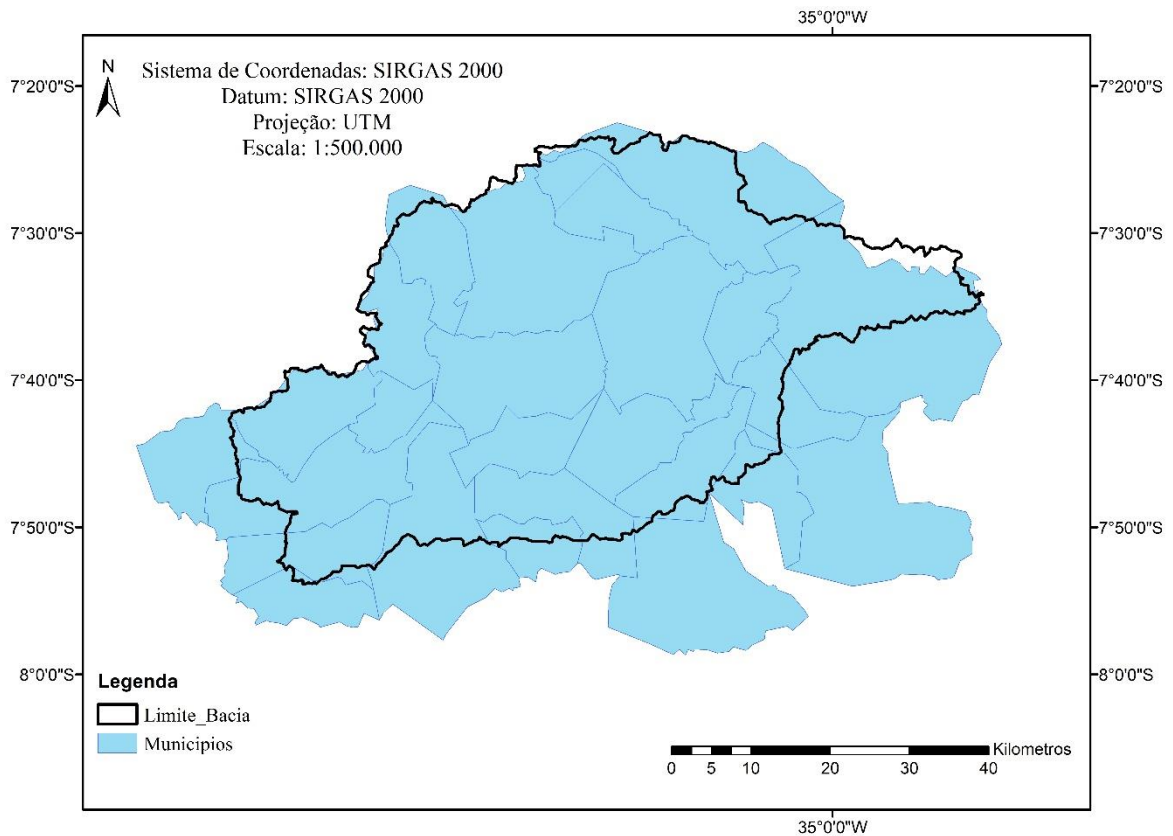 35°0'0"W
N
Sistema de Coordenadas: SIRGAS 2000
Datum: SIRGAS 2000
Projeção: UTM
Escala: 1:500.000
7°20'0"S 7°20'0"S
7°30'0"S 7°30'0"S
7°40'0"S 7°40'0"S
7°50'0"S 7°50'0"S
8°0'0"S 8°0'0"S
Legenda
Limite_Bacia
Municípios
Kilometros
0 5 10 20 30 40
35°0'0"W